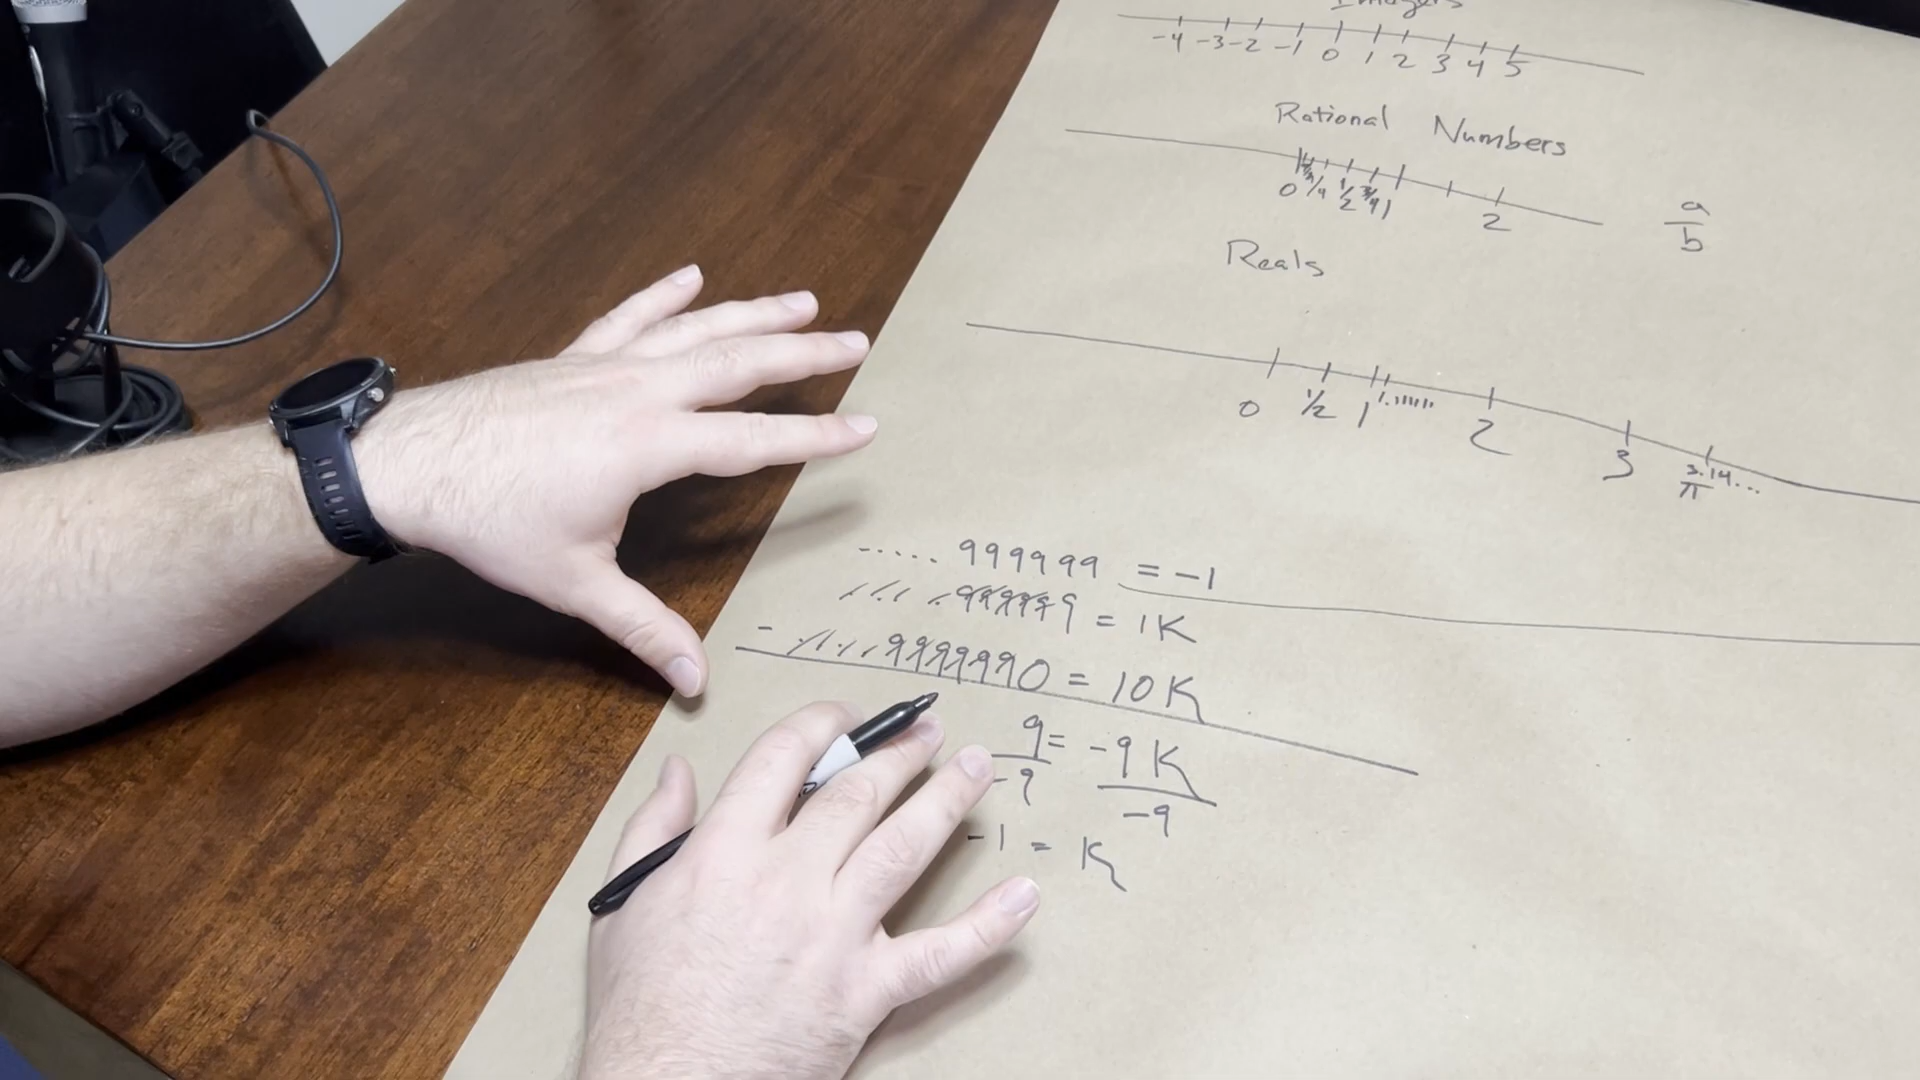 Integers
-4 -3 -2 -1 0 1 2 3 4 5
Rational Numbers
0 1/4 1/2 3/4 1 2
a/b
Reals
0 1/2 1 1.1111111 2 3 3.14...
π
..... 999999 = -1
..... 999999 = 1K
- ..... 9999990 = 10K
9 = -9K
-9 -9
-1 = K